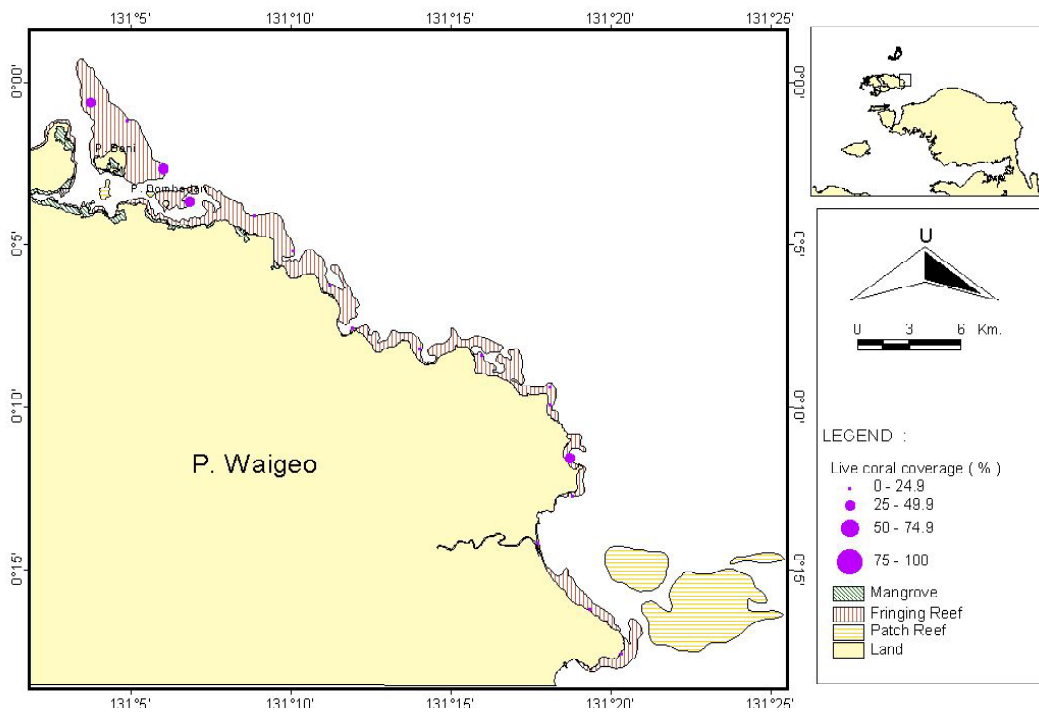 131°5' 131°10' 131°15' 131°20' 131°25'
0°00' 0°00'
P. Bani
P. Bombedari
0°5' 0°5'
0°10' 0°10'
P. Waigeo
0°15' 0°15'
131°5' 131°10' 131°15' 131°20' 131°25'
U
0 3 6 Km.
LEGEND :
Live coral coverage ( % )
0 - 24.9
25 - 49.9
50 - 74.9
75 - 100
Mangrove
Fringing Reef
Patch Reef
Land